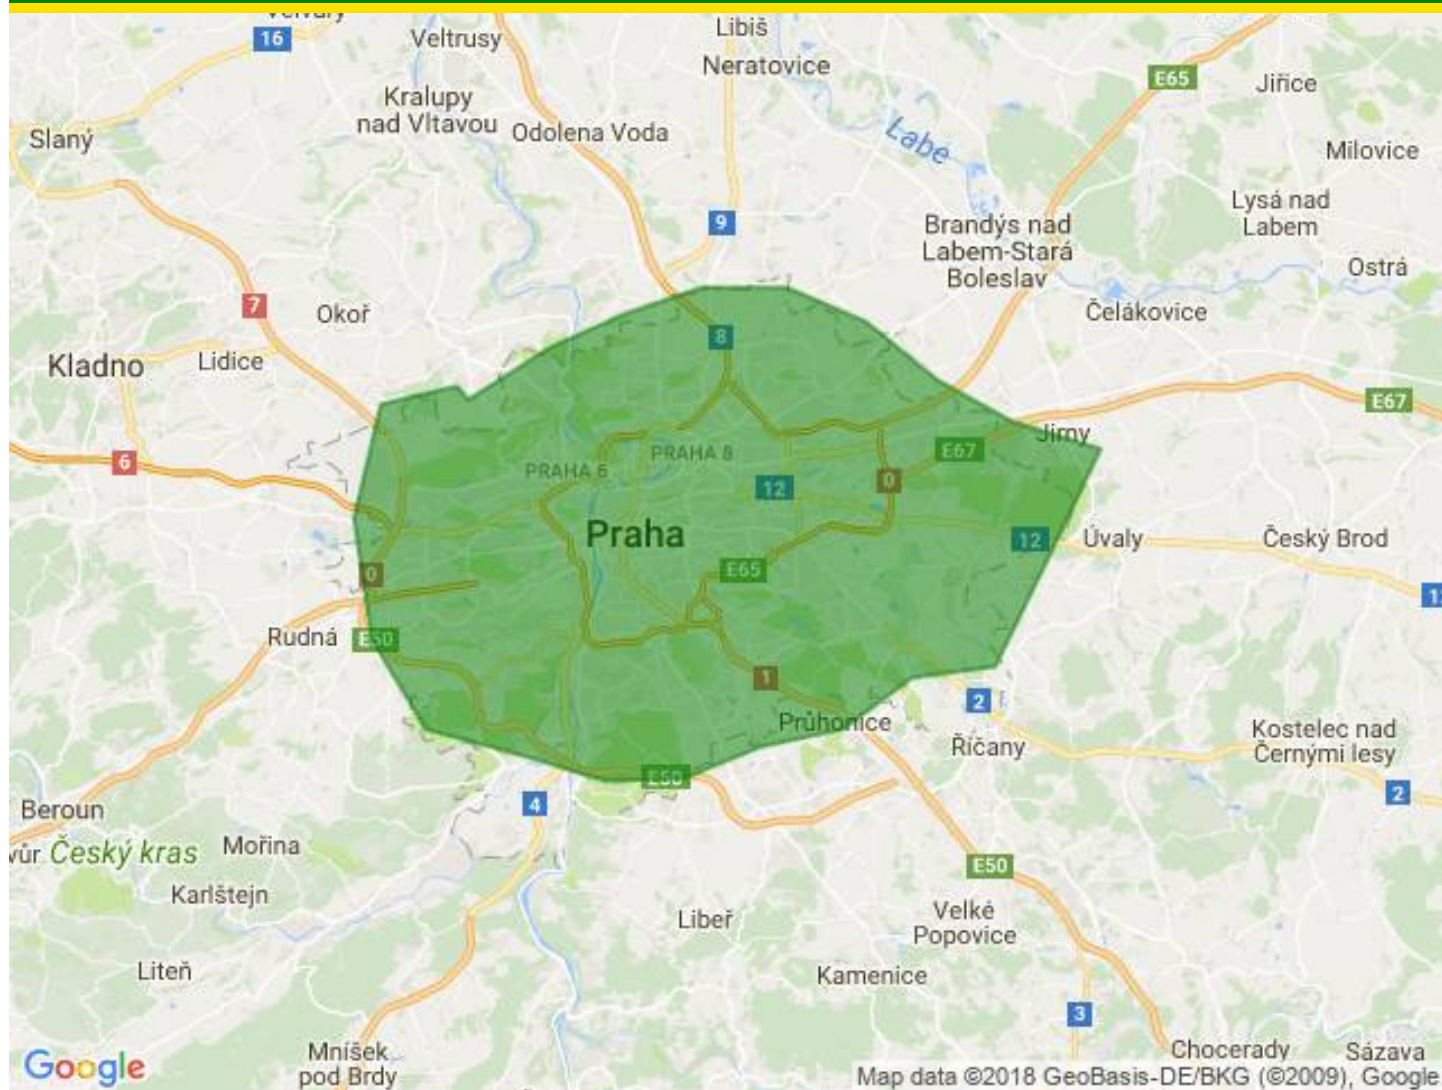 Velvary
16
Veltrusy
Libiš
Neratovice
E65
Jiřice
Kralupy
nad Vltavou
Odolena Voda
Slaný
Labe
Milovice
9
Lysá nad
Labem
Brandýs nad
Labem-Stará
Boleslav
Ostrá
7
Okoř
Čelákovice
8
Kladno
Lidice
E67
Jirny
6
PRAHA 6
PRAHA 8
E67
12
0
Praha
12
Úvaly
Český Brod
E65
0
Rudná
E50
1
2
Průhonice
Říčany
Kostelec nad
Černými lesy
E50
2
Beroun
4
Mořina
vůr Český kras
Karlštejn
E50
Libeř
Velké
Popovice
Liteň
Kamenice
3
Mníšek
pod Brdy
Chocerady
Sázava
Google
Map data ©2018 GeoBasis-DE/BKG (©2009), Google